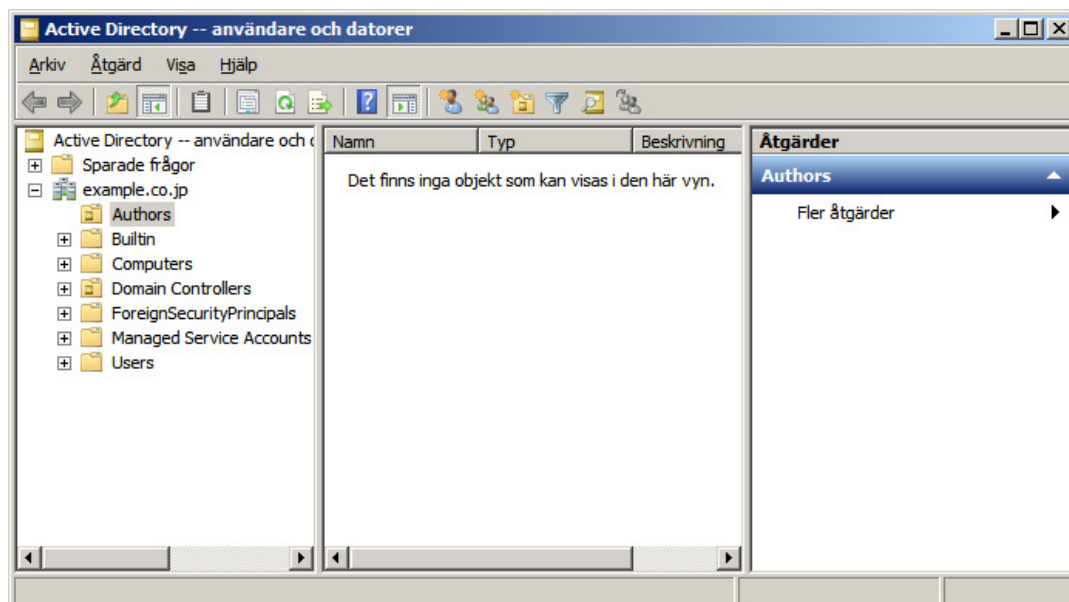 Active Directory -- användare och datorer
Arkiv Åtgärd Visa Hjälp
Active Directory -- användare och
Sparade frågor
example.co.jp
Authors
Builtin
Computers
Domain Controllers
ForeignSecurityPrincipals
Managed Service Accounts
Users
Namn Typ Beskrivning
Det finns inga objekt som kan visas i den här vyn.
Åtgärder
Authors
Fler åtgärder